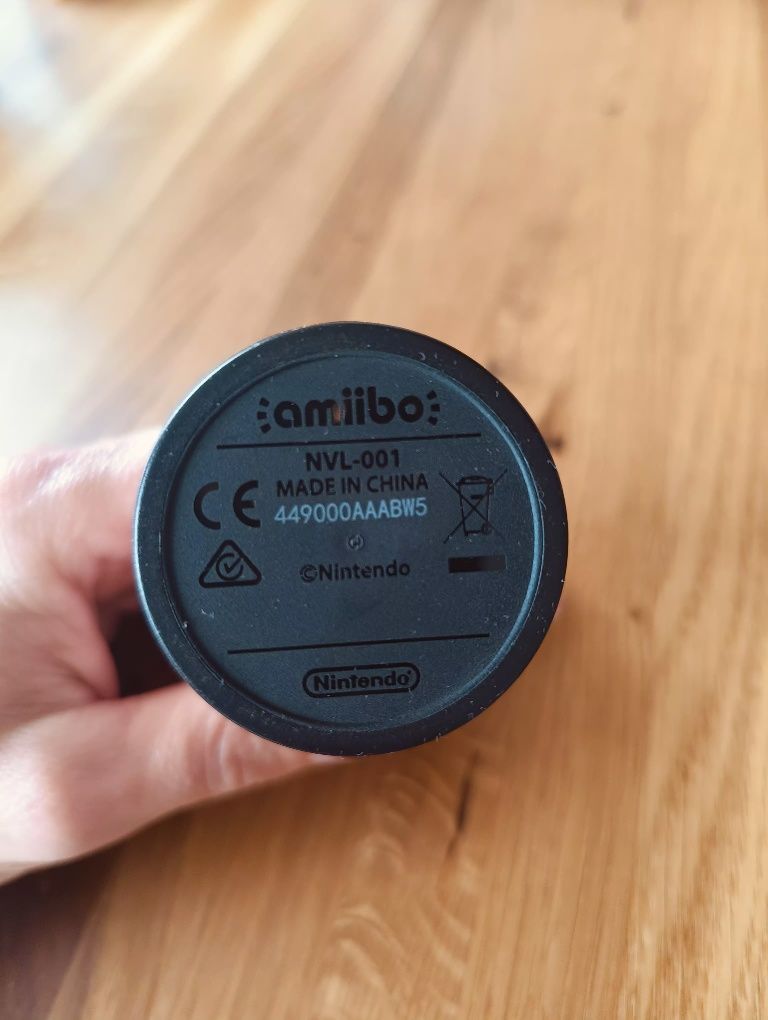 amiibo
NVL-001
MADE IN CHINA
CE
449000AAABW5
©Nintendo
Nintendo®